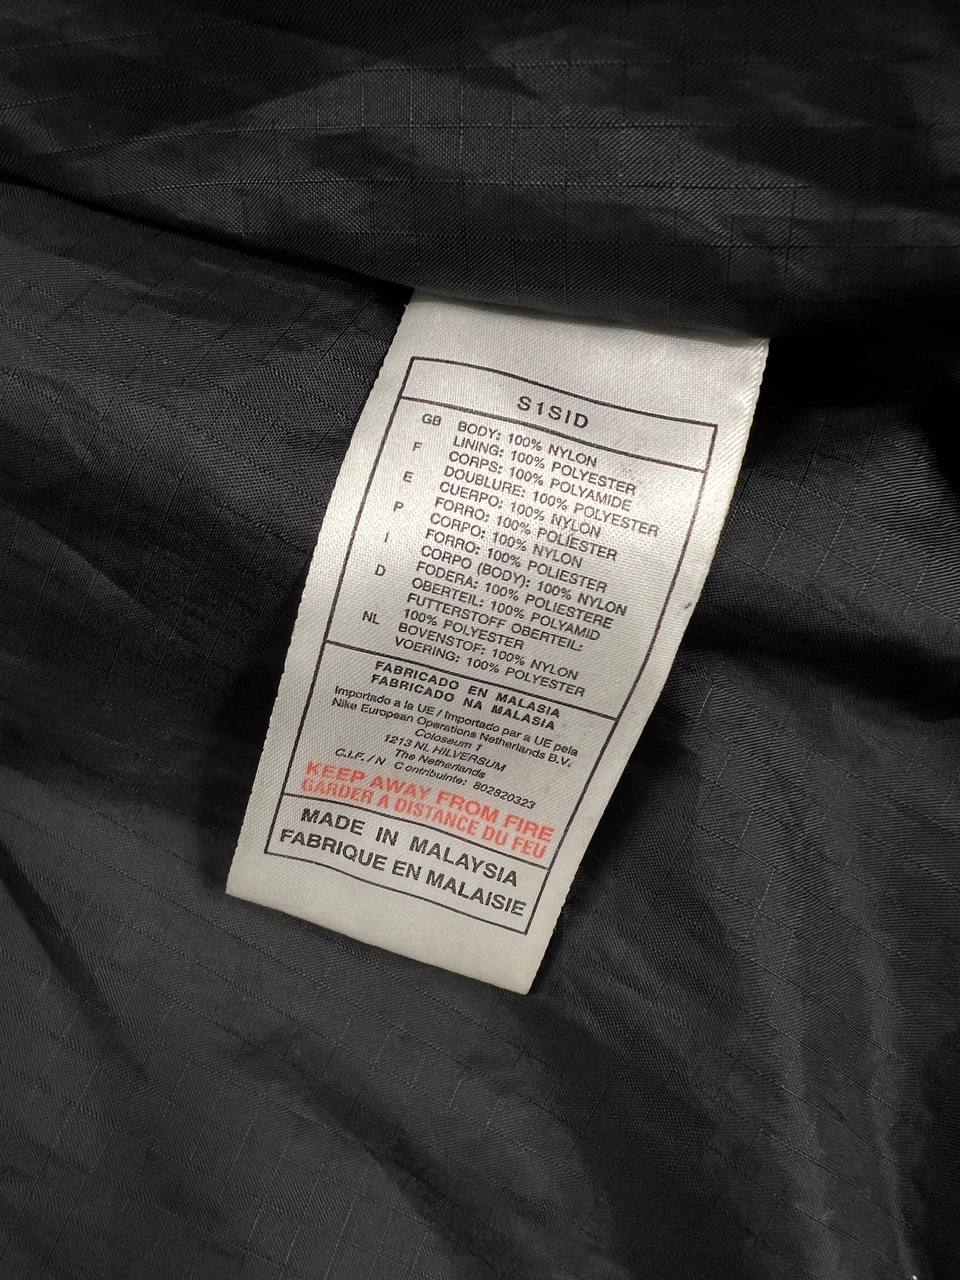 S1SID
GB BODY: 100% NYLON
LINING: 100% POLYESTER
F CORPS: 100% POLYAMIDE
DOUBLURE: 100% POLYESTER
E CUERPO: 100% NYLON
FORRO: 100% POLIESTER
P CORPO: 100% NYLON
FORRO: 100% POLIESTER
I CORPO (BODY): 100% NYLON
FODERA: 100% POLIESTERE
D OBERTEIL: 100% POLYAMID
FUTTERSTOFF OBERTEIL:
100% POLYESTER
NL BOVENSTOF: 100% NYLON
VOERING: 100% POLYESTER
FABRICADO EN MALASIA
FABRICADO NA MALASIA
Importado a la UE / Importado par a UE pela
Nike European Operations Netherlands B.V.
Coloseum 1
1213 NL HILVERSUM
The Netherlands
C.I.F. / N Contribuinte: 802820323
KEEP AWAY FROM FIRE
GARDER A DISTANCE DU FEU
MADE IN MALAYSIA
FABRIQUE EN MALAISIE